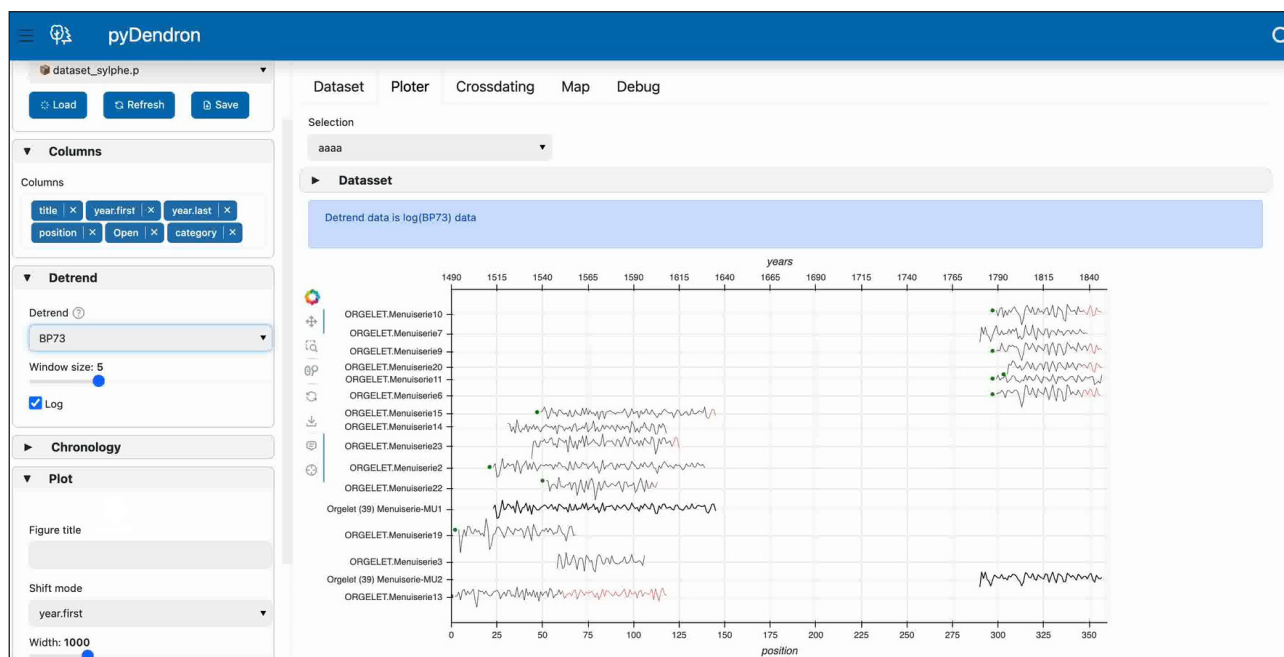 pyDendron
dataset_sylphe.p
Load Refresh Save
Columns
Columns
title × year.first × year.last ×
position × Open × category ×
Detrend
Detrend
BP73
Window size: 5
Log
Chronology
Plot
Figure title
Shift mode
year.first
Width: 1000
Dataset Ploter Crossdating Map Debug
Selection
aaaa
Datasset
Detrend data is log(BP73) data
years
1490 1515 1540 1565 1590 1615 1640 1665 1690 1715 1740 1765 1790 1815 1840
ORGELET.Menuiserie10
ORGELET.Menuiserie7
ORGELET.Menuiserie9
ORGELET.Menuiserie20
ORGELET.Menuiserie11
ORGELET.Menuiserie6
ORGELET.Menuiserie15
ORGELET.Menuiserie14
ORGELET.Menuiserie23
ORGELET.Menuiserie2
ORGELET.Menuiserie22
Orgelet (39) Menuiserie-MU1
ORGELET.Menuiserie19
ORGELET.Menuiserie3
Orgelet (39) Menuiserie-MU2
ORGELET.Menuiserie13
0 25 50 75 100 125 150 175 200 225 250 275 300 325 350
position